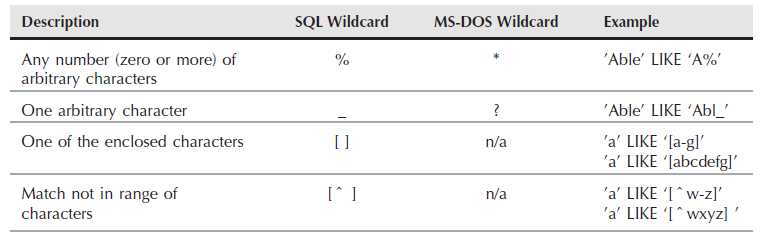 Description SQL Wildcard MS-DOS Wildcard Example
Any number (zero or more) of % * ’Able’ LIKE ‘A%’
arbitrary characters
One arbitrary character _ ? ’Able’ LIKE ‘Abl_’
One of the enclosed characters [ ] n/a ’a’ LIKE ‘[a-g]’
’a’ LIKE ‘[abcdefg]’
Match not in range of [ˆ ] n/a ’a’ LIKE ‘[ˆw-z]’
characters ’a’ LIKE ‘[ˆwxyz] ’